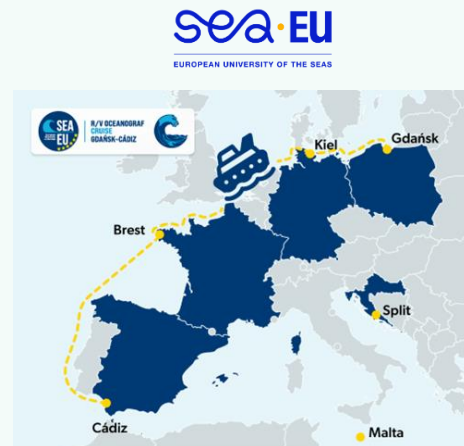 sea·EU
EUROPEAN UNIVERSITY OF THE SEAS
SEA
EU
R/V OCEANOGRAF
CRUISE
GDAŃSK-CÁDIZ
Kiel
Gdańsk
Brest
Split
Cádiz
Malta